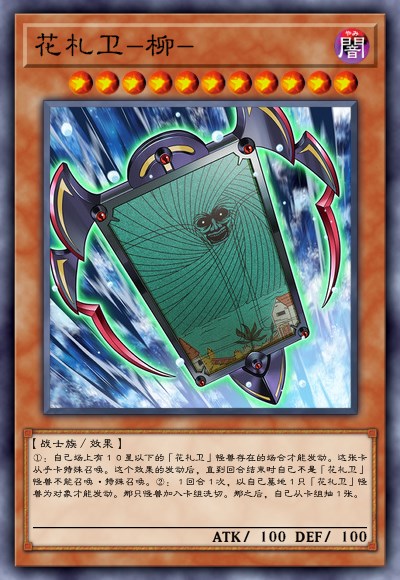 花札卫-柳-
やみ
闇
【战士族/效果】
①：自己场上有１０星以下的「花札卫」怪兽存在的场合才能发动。这张卡
从手卡特殊召唤。这个效果的发动后，直到回合结束时自己不是「花札卫」
怪兽不能召唤·特殊召唤。②：１回合１次，以自己墓地１只「花札卫」怪
兽为对象才能发动。那只怪兽加入卡组洗切。那之后，自己从卡组抽１张。
ATK/ 100 DEF/ 100